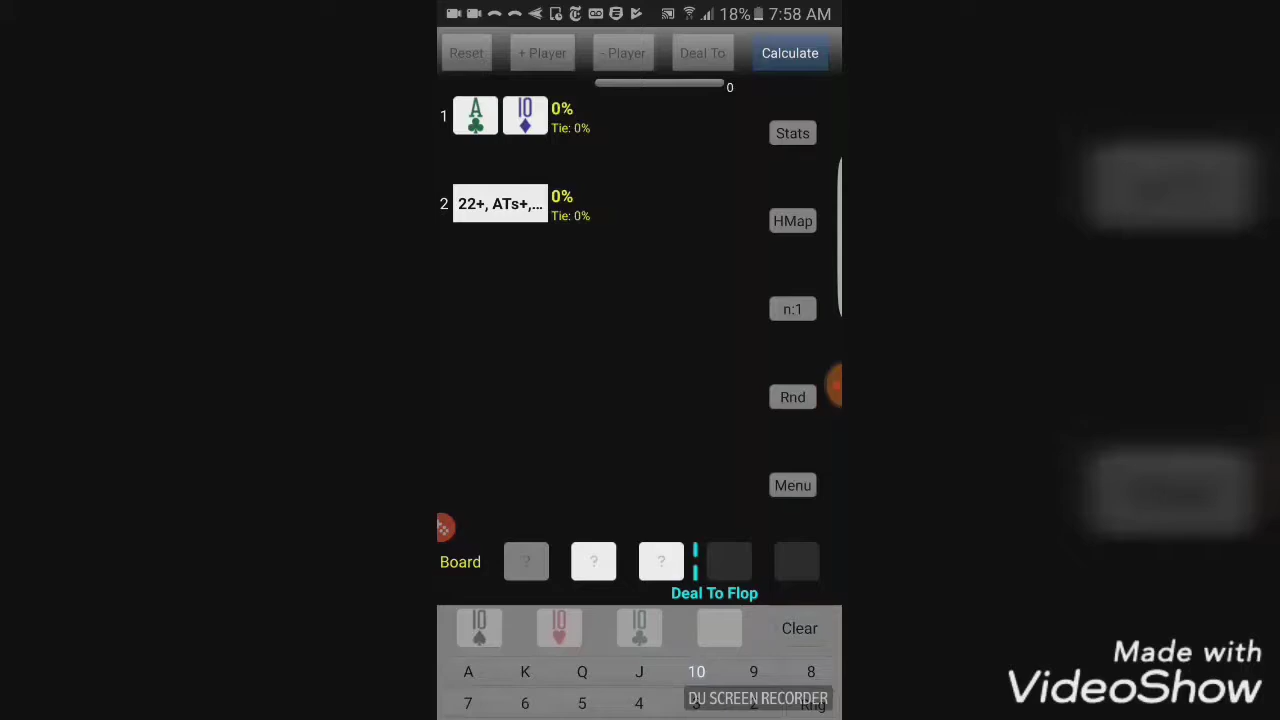 18% 7:58 AM
Reset + Player - Player Deal To Calculate
0
1 A 10 0%
Tie: 0%
Stats
2 22+, ATs+,... 0%
Tie: 0%
HMap
n:1
Rnd
Menu
Board ? ? ?
Deal To Flop
10 10 10 Clear
A K Q J 10 9 8
7 6 5 4
DU SCREEN RECORDER
Made with
VideoShow